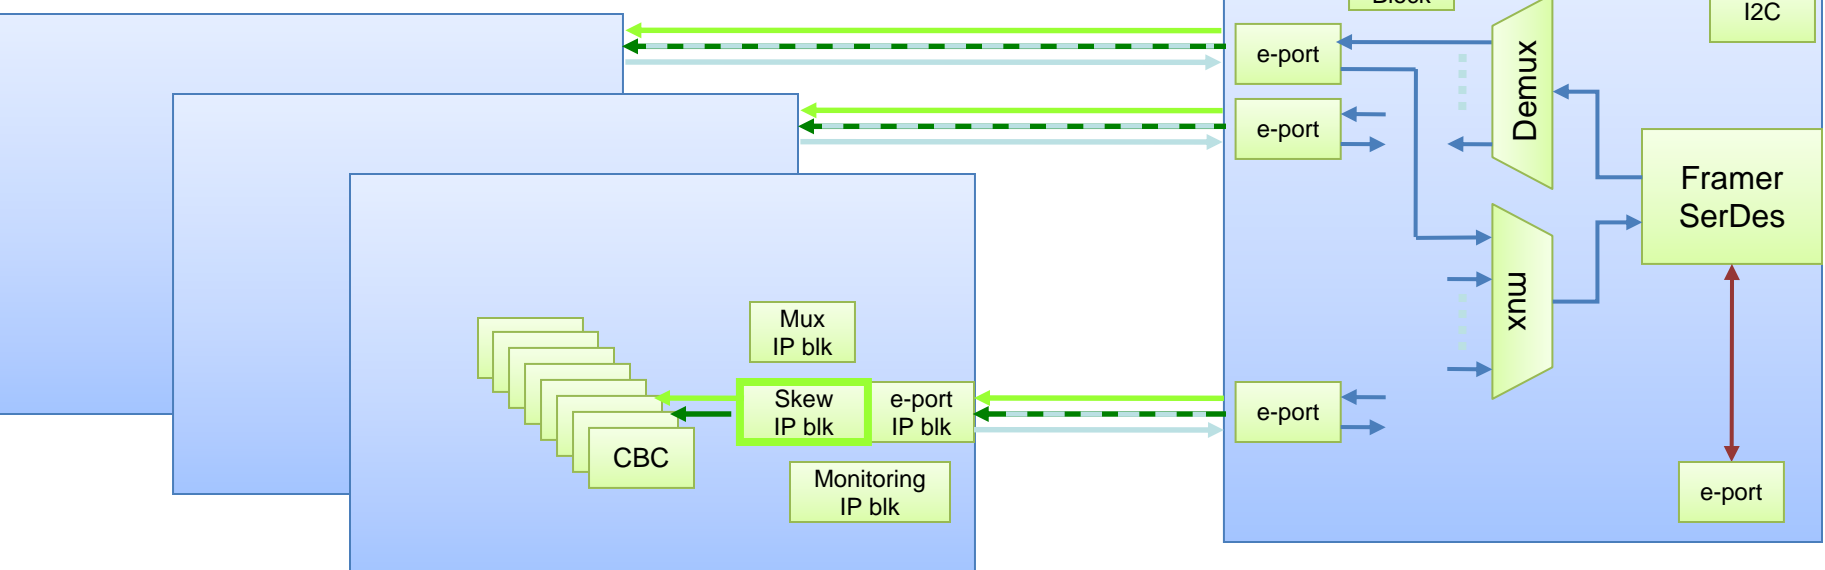 I2C
e-port
Demux
e-port
Framer
SerDes
mux
Mux
IP blk
Skew
IP blk
e-port
IP blk
e-port
CBC
Monitoring
IP blk
e-port